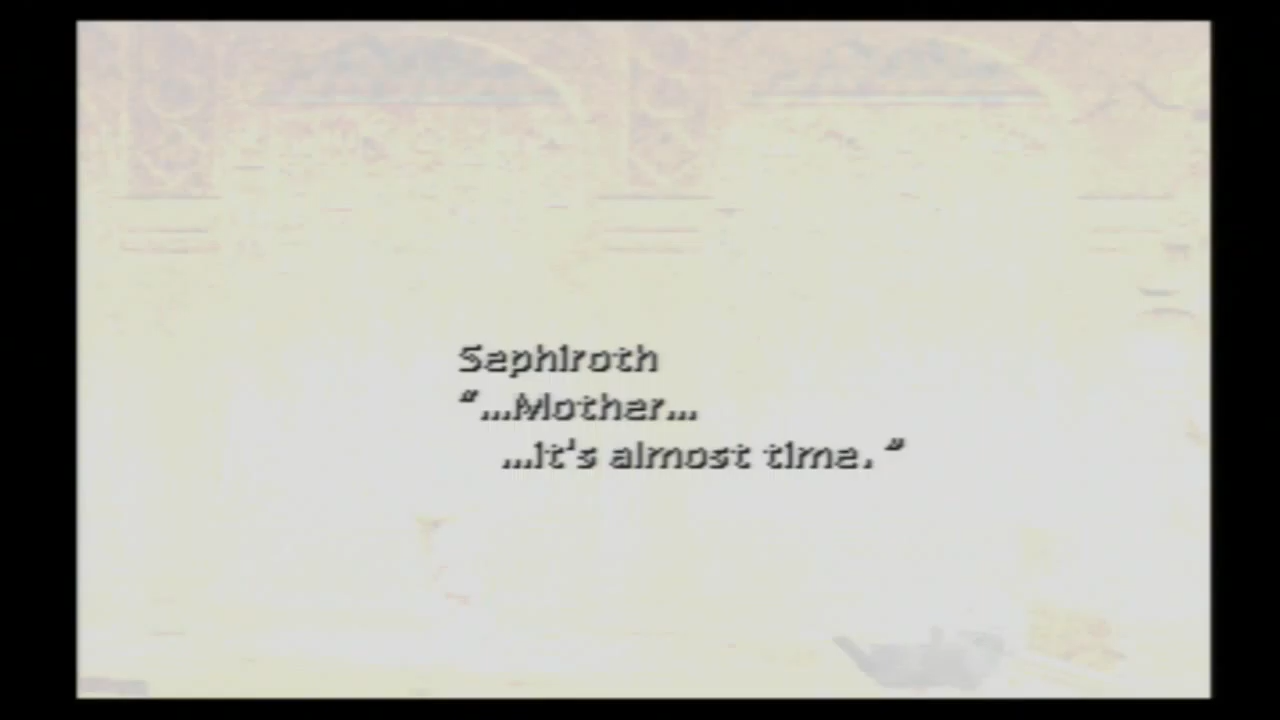 Sephiroth
“...Mother...
...it's almost time.”